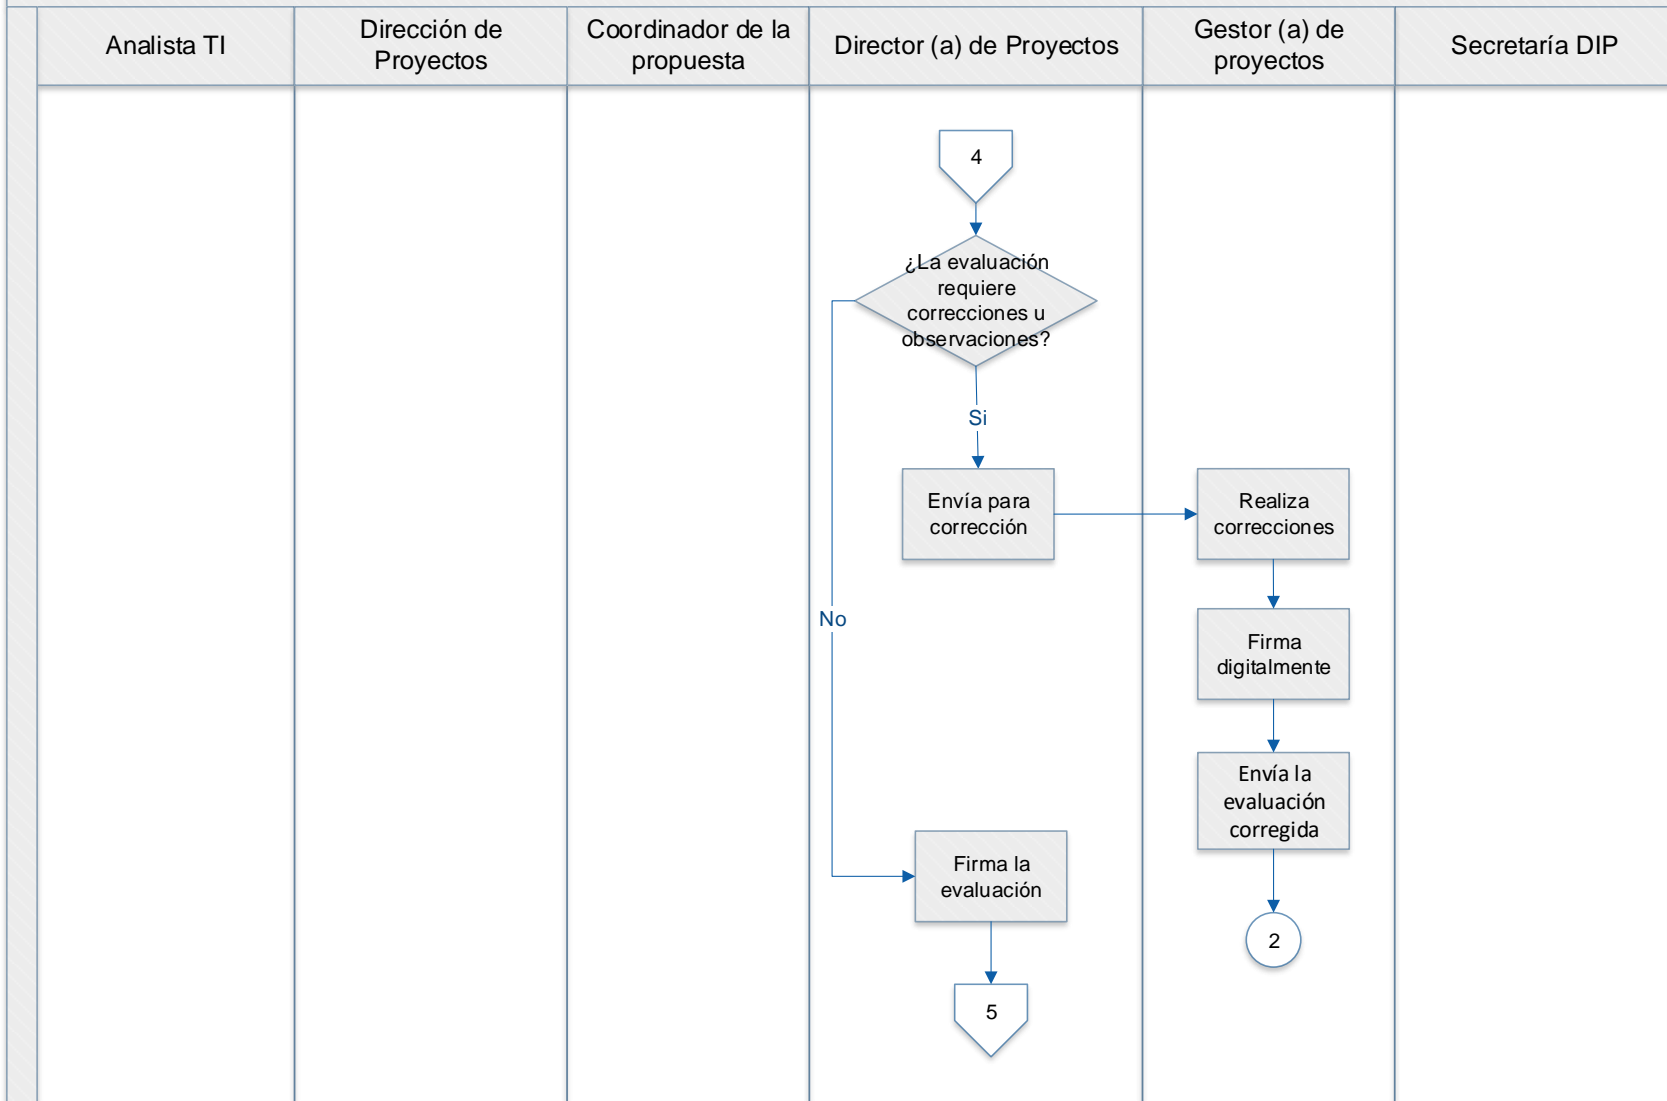 Analista TI
Dirección de
Proyectos
Coordinador de la
propuesta
Director (a) de Proyectos
Gestor (a) de
proyectos
Secretaría DIP
4
¿La evaluación
requiere
correcciones u
observaciones?
Si
Envía para
corrección
Realiza
correcciones
No
Firma
digitalmente
Envía la
evaluación
corregida
Firma la
evaluación
2
5